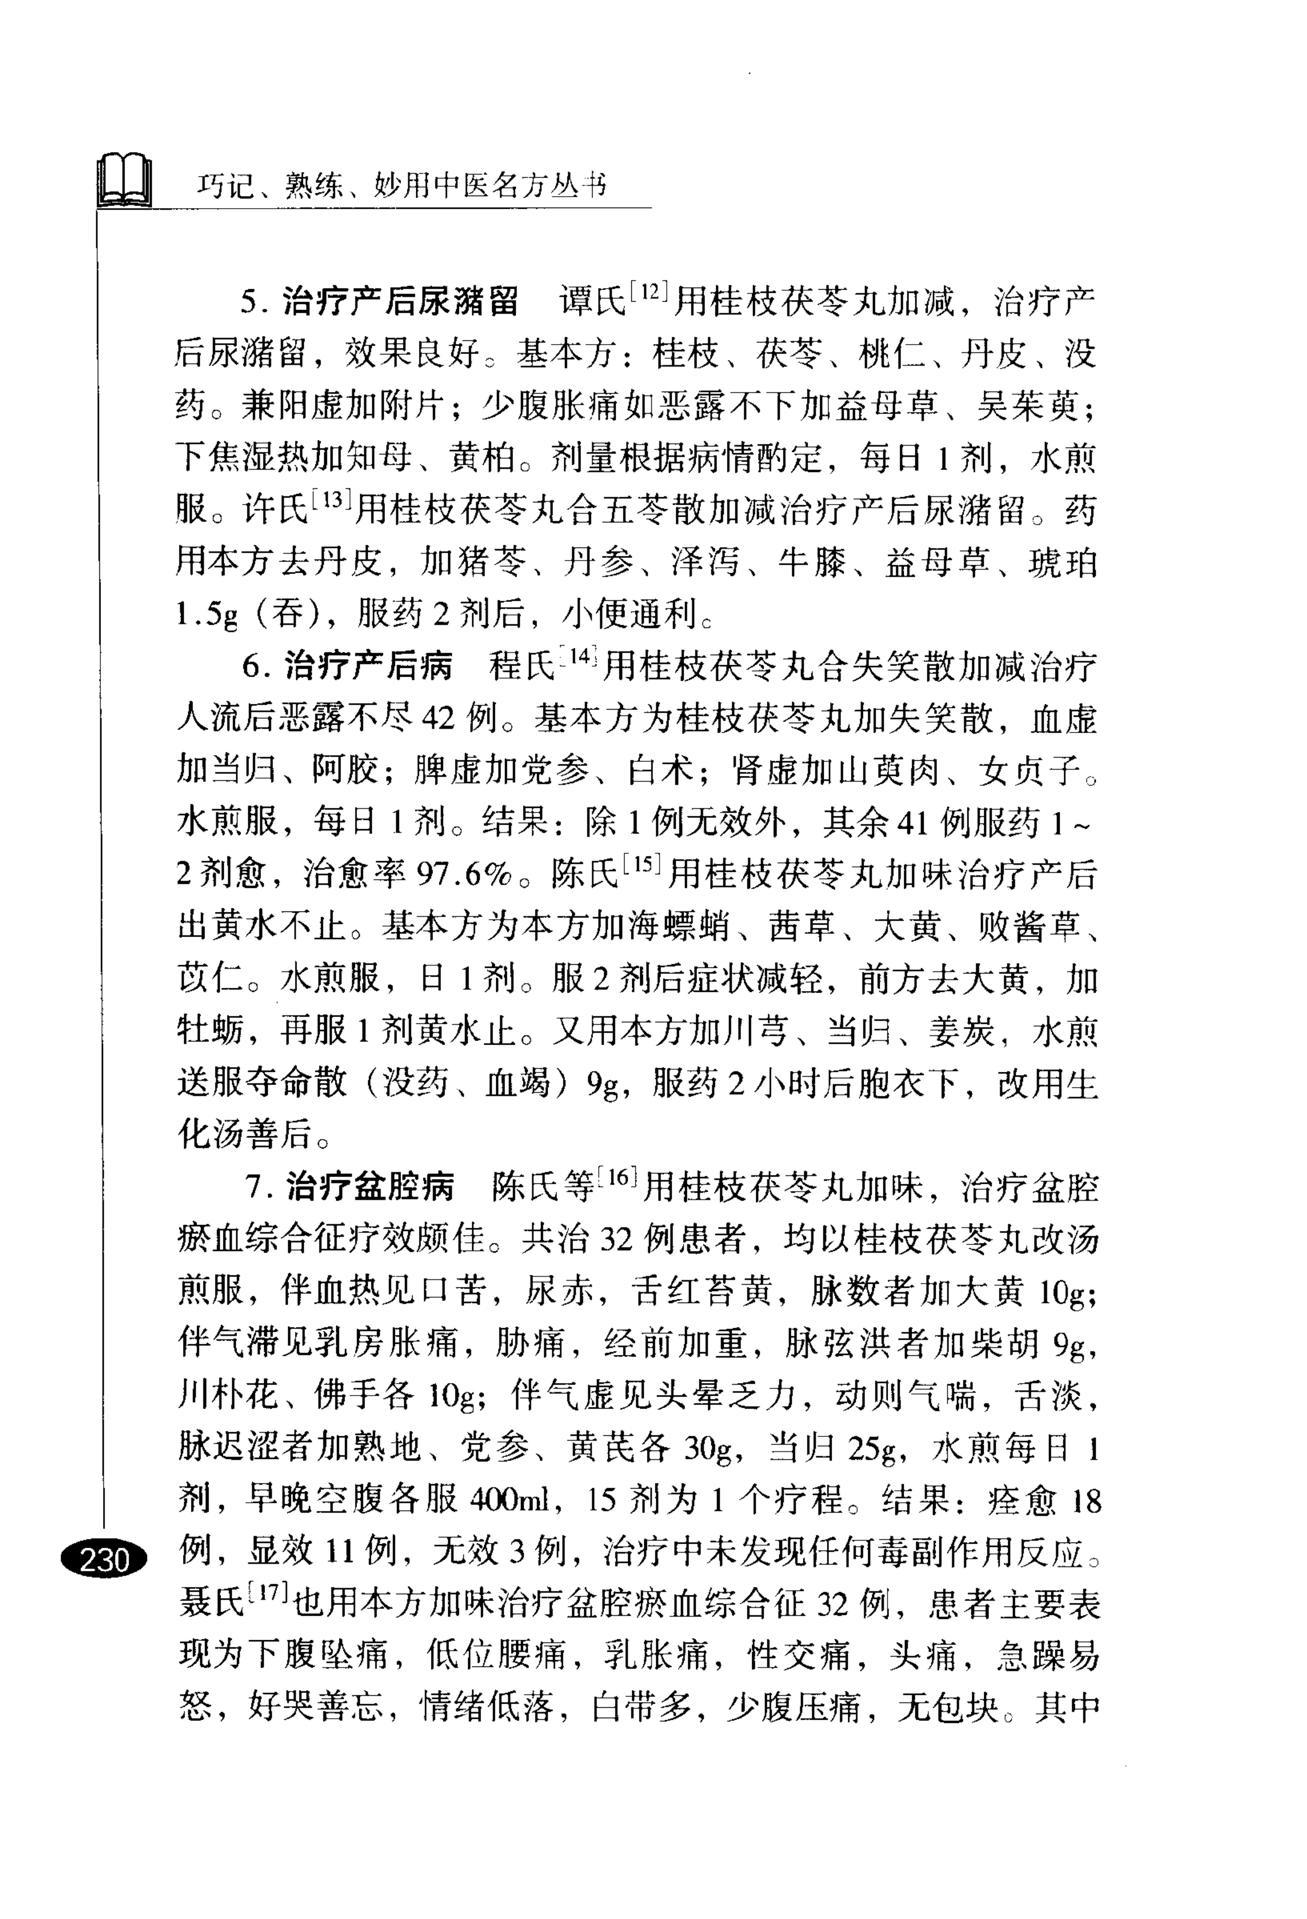 巧记、熟练、妙用中医名方丛书
5. 治疗产后尿潴留　谭氏[12]用桂枝茯苓丸加减，治疗产
后尿潴留，效果良好。基本方：桂枝、茯苓、桃仁、丹皮、没
药。兼阳虚加附片；少腹胀痛如恶露不下加益母草、吴茱萸；
下焦湿热加知母、黄柏。剂量根据病情酌定，每日 1 剂，水煎
服。许氏[13]用桂枝茯苓丸合五苓散加减治疗产后尿潴留。药
用本方去丹皮，加猪苓、丹参、泽泻、牛膝、益母草、琥珀
1.5g（吞），服药 2 剂后，小便通利。
6. 治疗产后病　程氏[14]用桂枝茯苓丸合失笑散加减治疗
人流后恶露不尽 42 例。基本方为桂枝茯苓丸加失笑散，血虚
加当归、阿胶；脾虚加党参、白术；肾虚加山萸肉、女贞子。
水煎服，每日 1 剂。结果：除 1 例无效外，其余 41 例服药 1～
2 剂愈，治愈率 97.6%。陈氏[15]用桂枝茯苓丸加味治疗产后
出黄水不止。基本方为本方加海螵蛸、茜草、大黄、败酱草、
苡仁。水煎服，日 1 剂。服 2 剂后症状减轻，前方去大黄，加
牡蛎，再服 1 剂黄水止。又用本方加川芎、当归、姜炭，水煎
送服夺命散（没药、血竭）9g，服药 2 小时后胞衣下，改用生
化汤善后。
7. 治疗盆腔病　陈氏等[16]用桂枝茯苓丸加味，治疗盆腔
瘀血综合征疗效颇佳。共治 32 例患者，均以桂枝茯苓丸改汤
煎服，伴血热见口苦，尿赤，舌红苔黄，脉数者加大黄 10g；
伴气滞见乳房胀痛，胁痛，经前加重，脉弦洪者加柴胡 9g，
川朴花、佛手各 10g；伴气虚见头晕乏力，动则气喘，舌淡，
脉迟涩者加熟地、党参、黄芪各 30g，当归 25g，水煎每日 1
剂，早晚空腹各服 400ml，15 剂为 1 个疗程。结果：痊愈 18
例，显效 11 例，无效 3 例，治疗中未发现任何毒副作用反应。
聂氏[17]也用本方加味治疗盆腔瘀血综合征 32 例，患者主要表
现为下腹坠痛，低位腰痛，乳胀痛，性交痛，头痛，急躁易
怒，好哭善忘，情绪低落，白带多，少腹压痛，无包块。其中
230